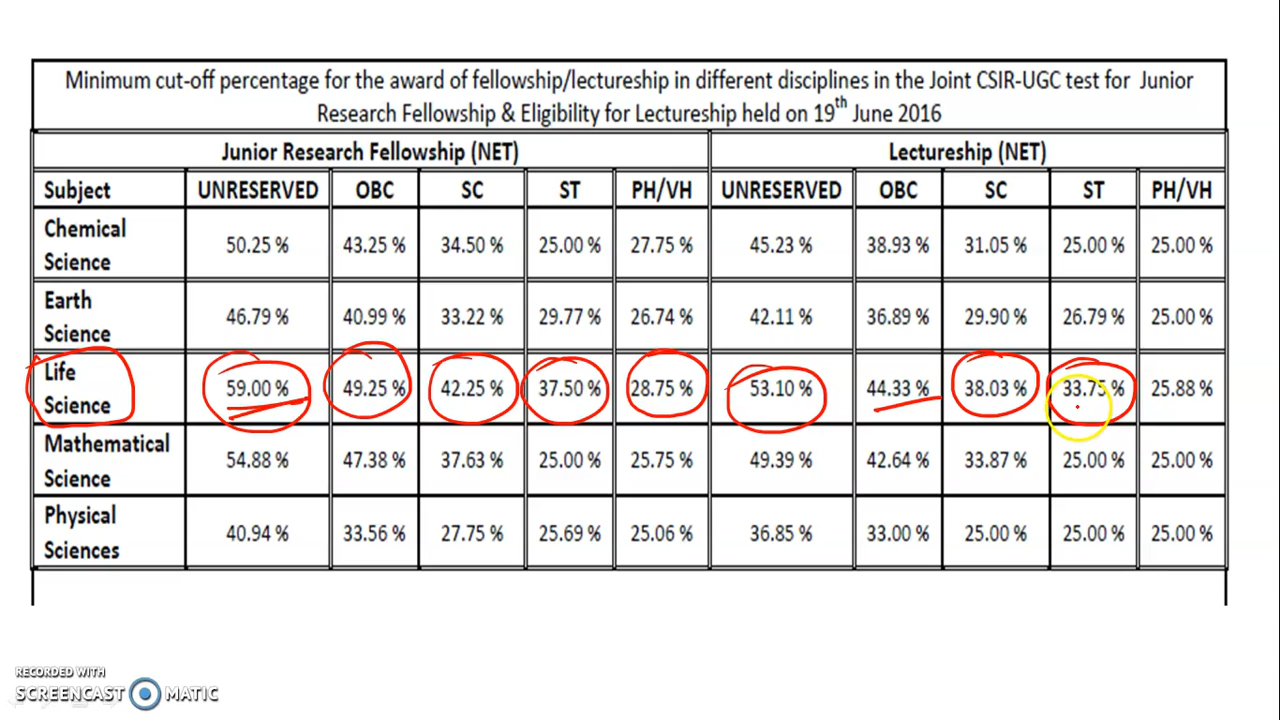 Minimum cut-off percentage for the award of fellowship/lectureship in different disciplines in the Joint CSIR-UGC test for Junior
Research Fellowship & Eligibility for Lectureship held on 19th June 2016
Junior Research Fellowship (NET) Lectureship (NET)
Subject UNRESERVED OBC SC ST PH/VH UNRESERVED OBC SC ST PH/VH
Chemical
Science 50.25 % 43.25 % 34.50 % 25.00 % 27.75 % 45.23 % 38.93 % 31.05 % 25.00 % 25.00 %
Earth
Science 46.79 % 40.99 % 33.22 % 29.77 % 26.74 % 42.11 % 36.89 % 29.90 % 26.79 % 25.00 %
Life
Science 59.00 % 49.25 % 42.25 % 37.50 % 28.75 % 53.10 % 44.33 % 38.03 % 33.75 % 25.88 %
Mathematical
Science 54.88 % 47.38 % 37.63 % 25.00 % 25.75 % 49.39 % 42.64 % 33.87 % 25.00 % 25.00 %
Physical
Sciences 40.94 % 33.56 % 27.75 % 25.69 % 25.06 % 36.85 % 33.00 % 25.00 % 25.00 % 25.00 %
RECORDED WITH
SCREENCAST MATIC